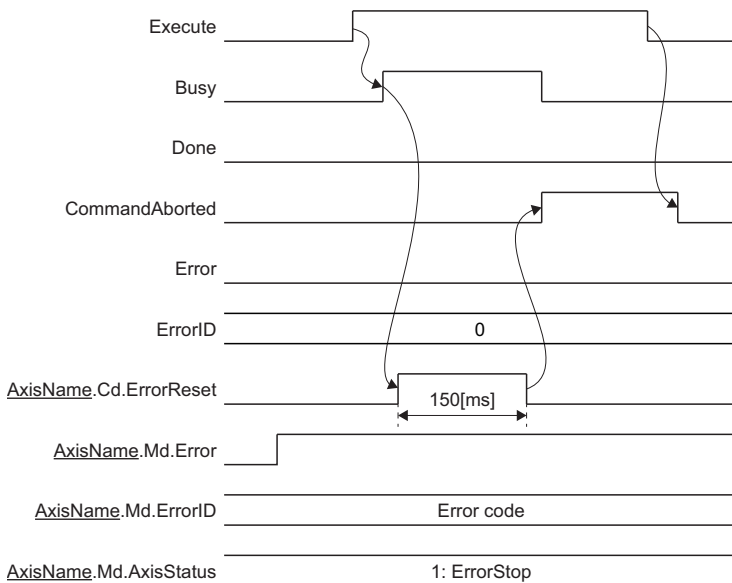 Execute
Busy
Done
CommandAborted
Error
ErrorID 0
AxisName.Cd.ErrorReset 150[ms]
AxisName.Md.Error
AxisName.Md.ErrorID Error code
AxisName.Md.AxisStatus 1: ErrorStop